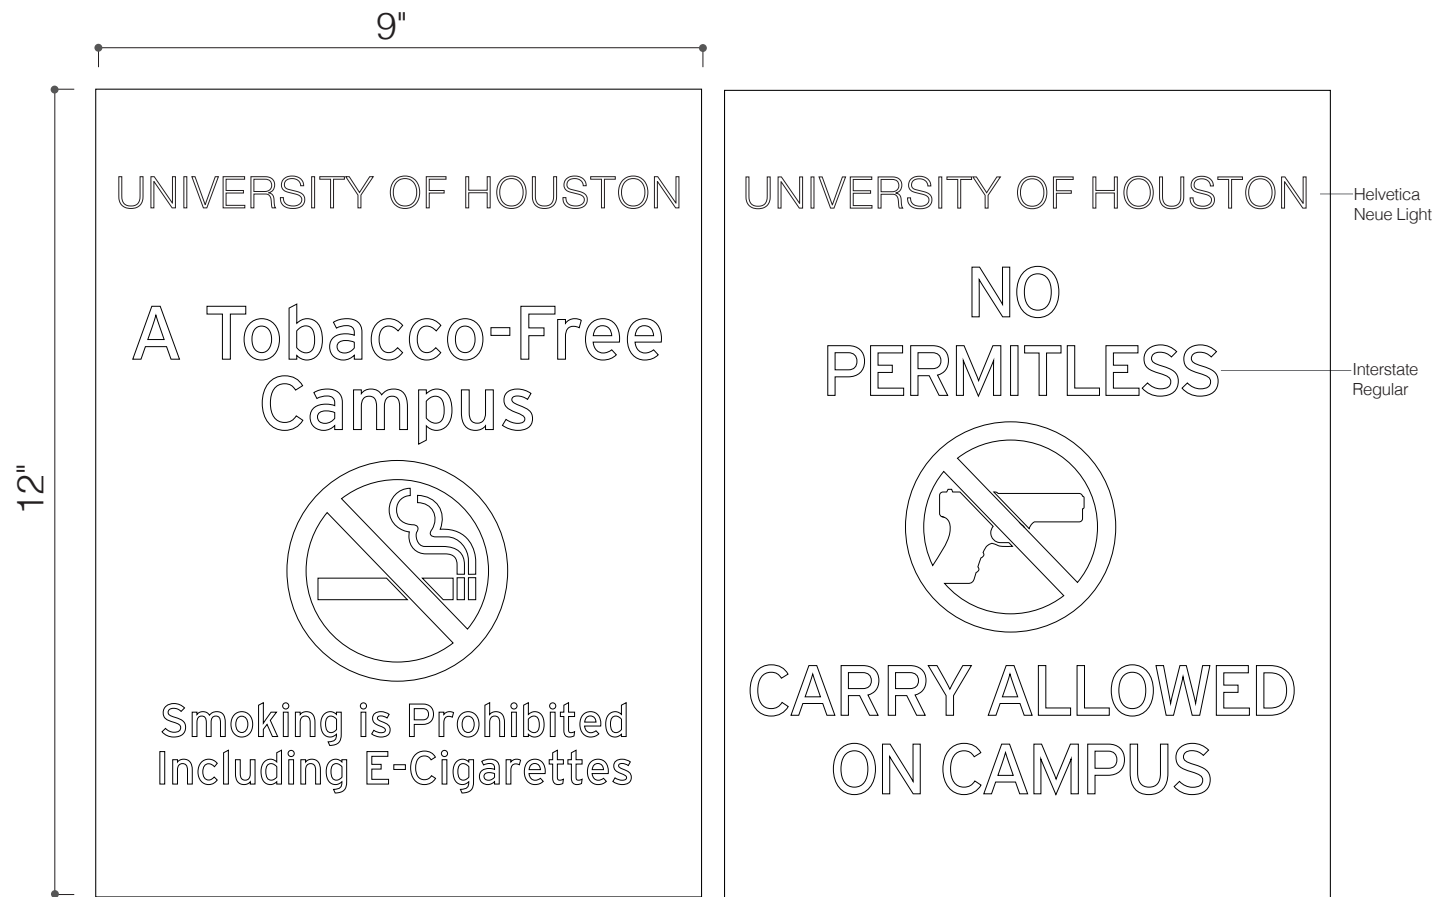 9"
12"
UNIVERSITY OF HOUSTON
A Tobacco-Free
Campus
Smoking is Prohibited
Including E-Cigarettes
UNIVERSITY OF HOUSTON
NO
PERMITLESS
CARRY ALLOWED
ON CAMPUS
Helvetica
Neue Light
Interstate
Regular